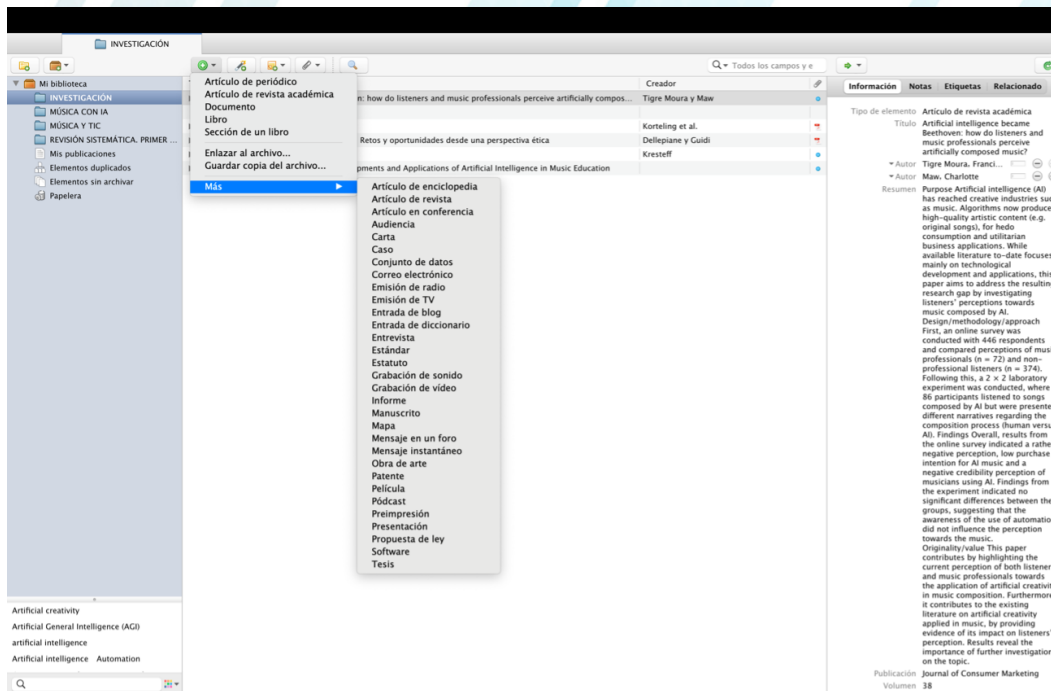 INVESTIGACIÓN
Todos los campos y e
Mi biblioteca
INVESTIGACIÓN
MÚSICA CON IA
MÚSICA Y TIC
REVISIÓN SISTEMÁTICA. PRIMER ...
Mis publicaciones
Elementos duplicados
Elementos sin archivar
Papelera
Artificial creativity
Artificial General Intelligence (AGI)
artificial intelligence
Artificial intelligence Automation
Artículo de periódico
Artículo de revista académica
Documento
Libro
Sección de un libro
Enlazar al archivo...
Guardar copia del archivo...
Más
Artículo de enciclopedia
Artículo de revista
Artículo en conferencia
Audiencia
Carta
Caso
Conjunto de datos
Correo electrónico
Emisión de radio
Emisión de TV
Entrada de blog
Entrada de diccionario
Entrevista
Estándar
Estatuto
Grabación de sonido
Grabación de vídeo
Informe
Manuscrito
Mapa
Mensaje en un foro
Mensaje instantáneo
Obra de arte
Patente
Película
Pódcast
Preimpresión
Presentación
Propuesta de ley
Software
Tesis
Creador
n: how do listeners and music professionals perceive artificially compos... Tigre Moura y Maw
Korteling et al.
Retos y oportunidades desde una perspectiva ética Dellepiane y Guidi
Kresteff
pments and Applications of Artificial Intelligence in Music Education
Información Notas Etiquetas Relacionado
Tipo de elemento Artículo de revista académica
Título Artificial intelligence became
Beethoven: how do listeners and
music professionals perceive
artificially composed music?
Autor Tigre Moura, Franci...
Autor Maw, Charlotte
Resumen Purpose Artificial intelligence (AI)
has reached creative industries suc
as music. Algorithms now produce
high-quality artistic content (e.g.
original songs), for hedo
consumption and utilitarian
business applications. While
available literature to-date focuses
mainly on technological
development and applications, this
paper aims to address the resulting
research gap by investigating
listeners' perceptions towards
music composed by AI.
Design/methodology/approach
First, an online survey was
conducted with 446 respondents
and compared perceptions of musi
professionals (n = 72) and non-
professional listeners (n = 374).
Following this, a 2 × 2 laboratory
experiment was conducted, where
86 participants listened to songs
composed by AI but were presente
different narratives regarding the
composition process (human versu
AI). Findings Overall, results from
the online survey indicated a rathe
negative perception, low purchase
intention for AI music and a
negative credibility perception of
musicians using AI. Findings from
the experiment indicated no
significant differences between the
groups, suggesting that the
awareness of the use of automatio
did not influence the perception
towards the music.
Originality/value This paper
contributes by highlighting the
current perception of both listener
and music professionals towards
the application of artificial creativit
in music composition. Furthermore
it contributes to the existing
literature on artificial creativity
applied in music, by providing
evidence of its impact on listeners'
perception. Results reveal the
importance of further investigation
on the topic.
Publicación Journal of Consumer Marketing
Volumen 38